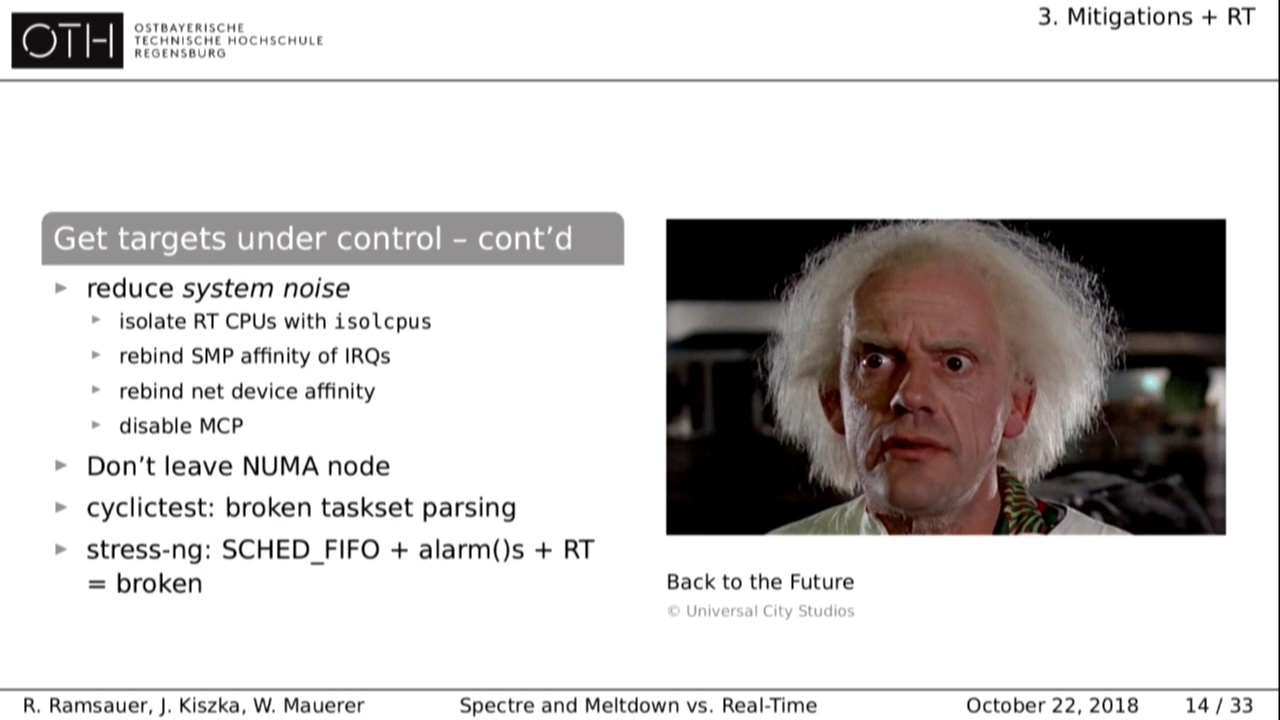 OTH
OSTBAYERISCHE
TECHNISCHE HOCHSCHULE
REGENSBURG
3. Mitigations + RT
Get targets under control – cont’d
reduce system noise
isolate RT CPUs with isolcpus
rebind SMP affinity of IRQs
rebind net device affinity
disable MCP
Don’t leave NUMA node
cyclictest: broken taskset parsing
stress-ng: SCHED_FIFO + alarm()s + RT
= broken
Back to the Future
© Universal City Studios
R. Ramsauer, J. Kiszka, W. Mauerer
Spectre and Meltdown vs. Real-Time
October 22, 2018
14 / 33